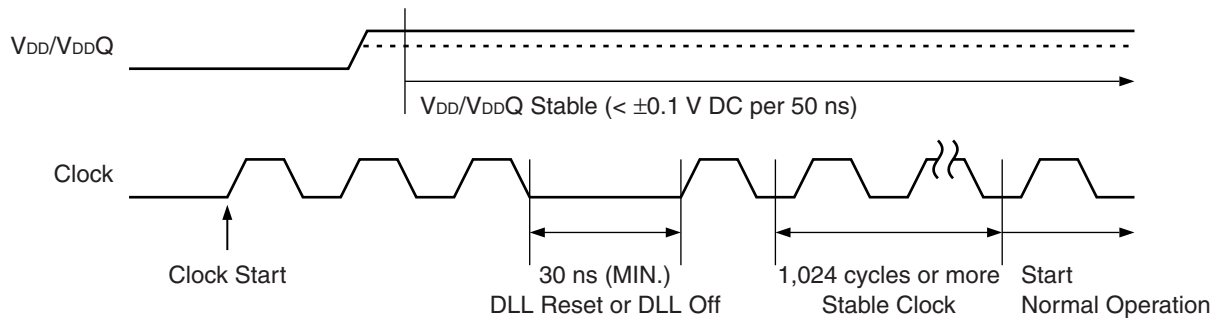 VDD/VDDQ
VDD/VDDQ Stable (< ±0.1 V DC per 50 ns)
Clock
Clock Start
30 ns (MIN.)
DLL Reset or DLL Off
1,024 cycles or more
Stable Clock
Start
Normal Operation